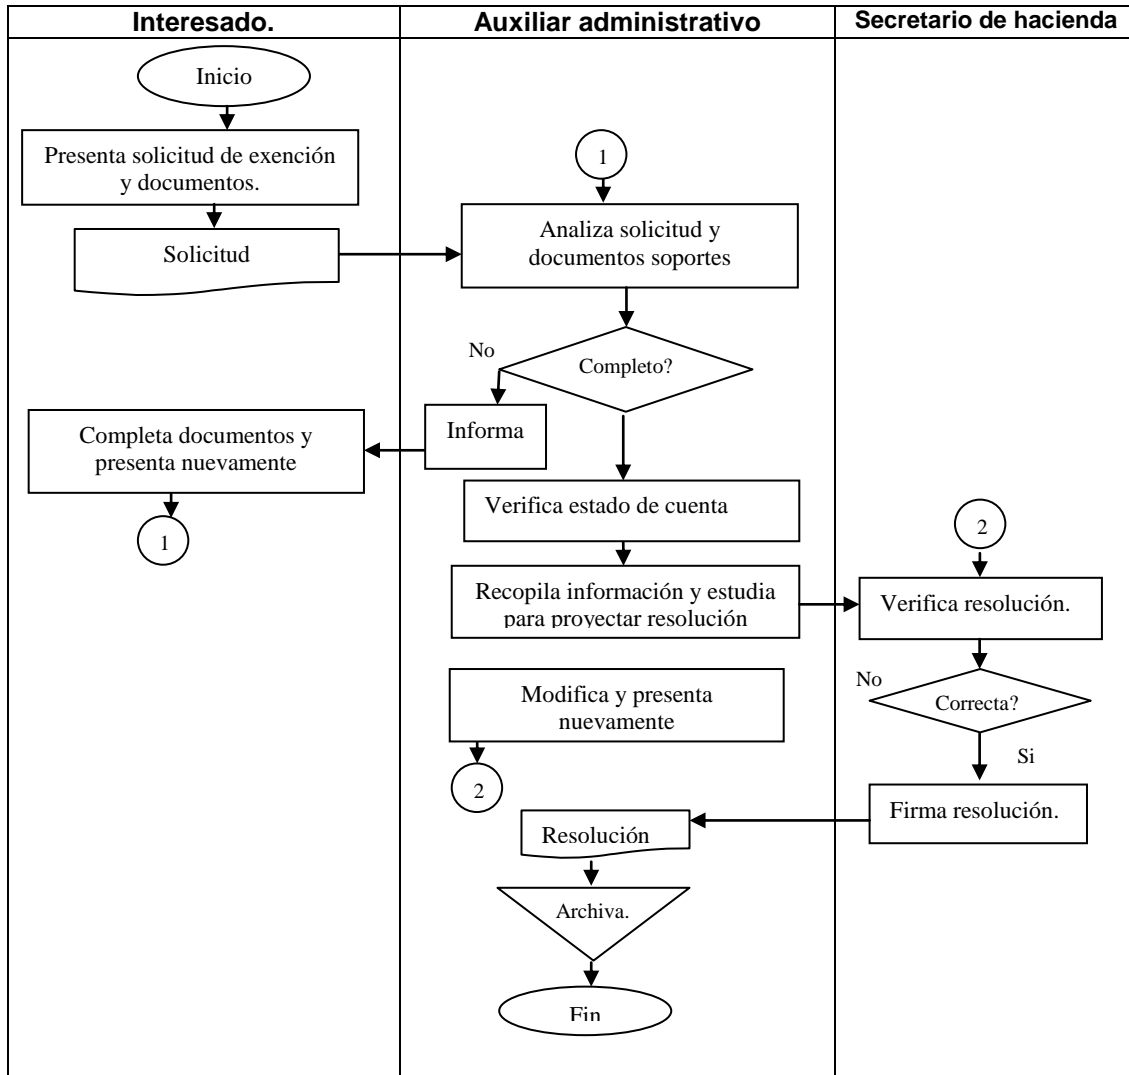 Interesado.
Auxiliar administrativo
Secretario de hacienda
Inicio
Presenta solicitud de exención
y documentos.
Solicitud
1
Analiza solicitud y
documentos soportes
No
Completo?
Informa
Completa documentos y
presenta nuevamente
1
Verifica estado de cuenta
Recopila información y estudia
para proyectar resolución
2
Verifica resolución.
No
Correcta?
Si
Modifica y presenta
nuevamente
2
Firma resolución.
Resolución
Archiva.
Fin